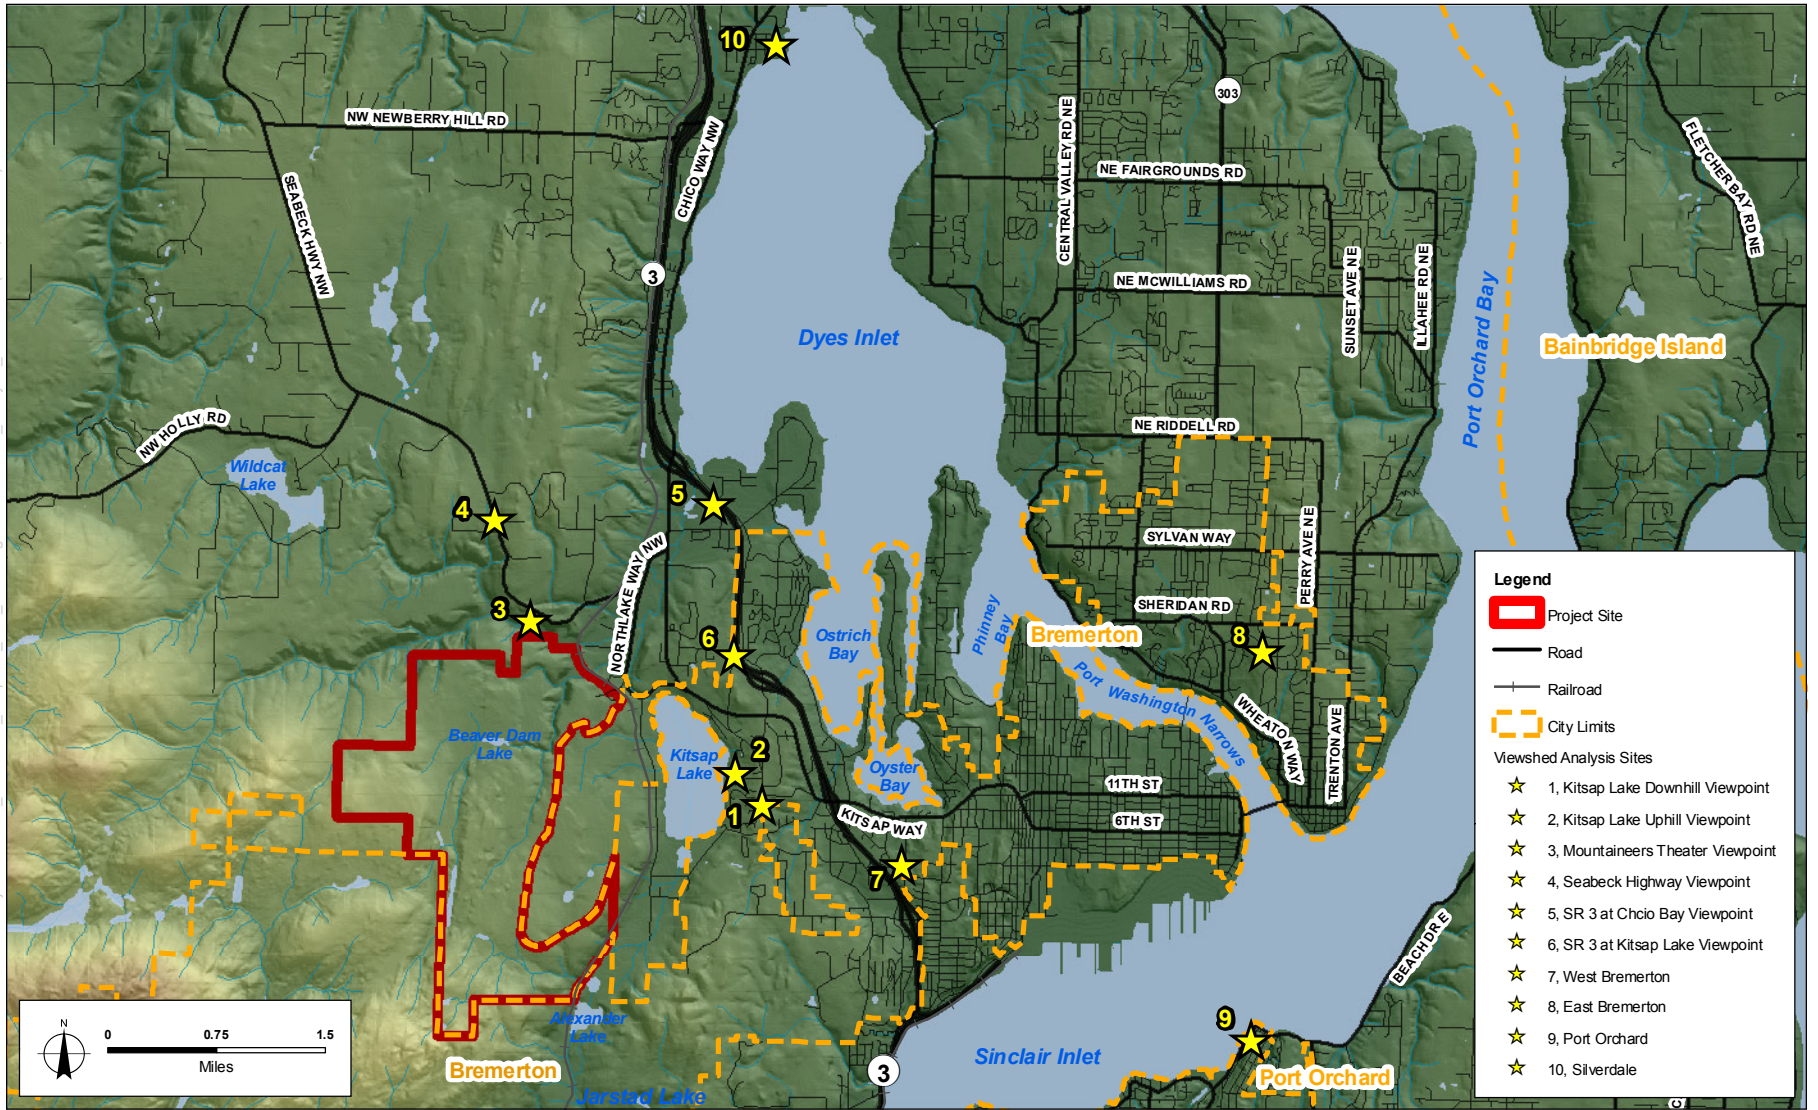 10
303
NW NEWBERRY HILL RD
CHICO WAY NW
CENTRAL VALLEY RD NE
NE FAIRGROUNDS RD
FLETCHER BAY RD NE
SEABECK HWY NW
3
NE MCWILLIAMS RD
SUNSET AVE NE
ILLAHEE RD NE
Port Orchard Bay
Dyes Inlet
Bainbridge Island
NW HOLLY RD
NE RIDDELL RD
Wildcat
Lake
4
5
SYLVAN WAY
PERRY AVE NE
NORTHLAKE WAY NW
3
SHERIDAN RD
6
Ostrich
Bay
Phinney
Bay
Bremerton
8
Port Washington Narrows
Beaver Dam
Lake
Kitsap
Lake
2
Oyster
Bay
WHEATON WAY
TRENTON AVE
1
11TH ST
6TH ST
KITSAP WAY
7
BEACH DR E
Alexander
Lake
9
Sinclair Inlet
Bremerton
3
Port Orchard
Jarstad Lake
C
N
0
0.75
1.5
Miles
Legend
Project Site
Road
Railroad
City Limits
Viewshed Analysis Sites
1, Kitsap Lake Downhill Viewpoint
2, Kitsap Lake Uphill Viewpoint
3, Mountaineers Theater Viewpoint
4, Seabeck Highway Viewpoint
5, SR 3 at Chcio Bay Viewpoint
6, SR 3 at Kitsap Lake Viewpoint
7, West Bremerton
8, East Bremerton
9, Port Orchard
10, Silverdale